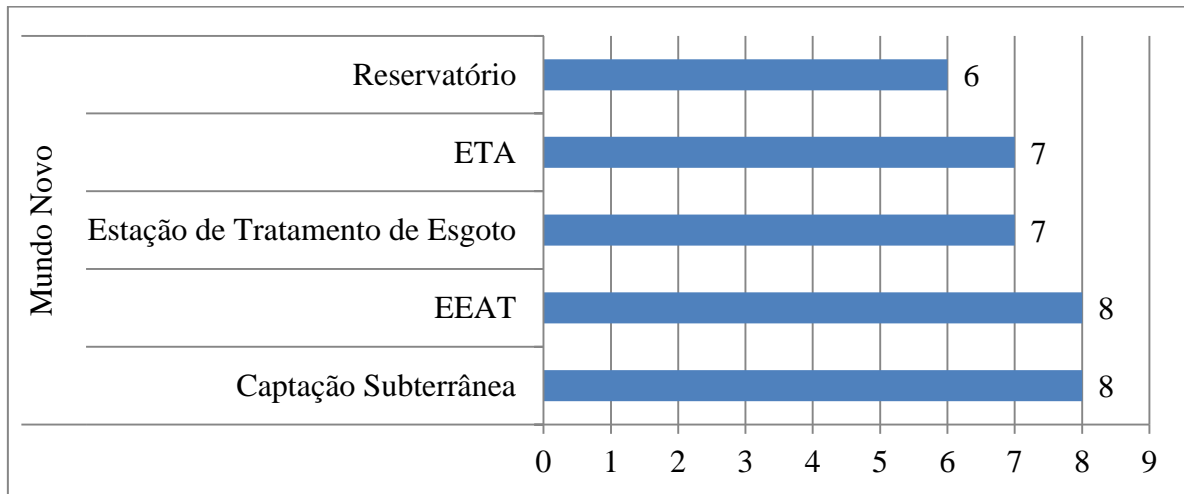 Mundo Novo
Reservatório
6
ETA
7
Estação de Tratamento de Esgoto
7
EEAT
8
Captação Subterrânea
8
0 1 2 3 4 5 6 7 8 9